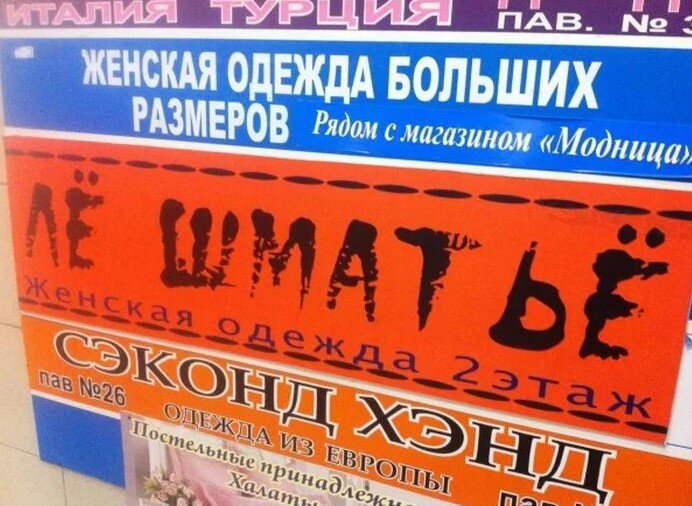 ИТАЛИЯ ТУРЦИЯ
ПАВ. №
ЖЕНСКАЯ ОДЕЖДА БОЛЬШИХ
РАЗМЕРОВ Рядом с магазином «Модница»
ЛЁ ШМАТЬЁ
Женская одежда 2этаж
СЭКОНД ХЭНД
пав №26
ОДЕЖДА ИЗ ЕВРОПЫ
Постельные
Халаты